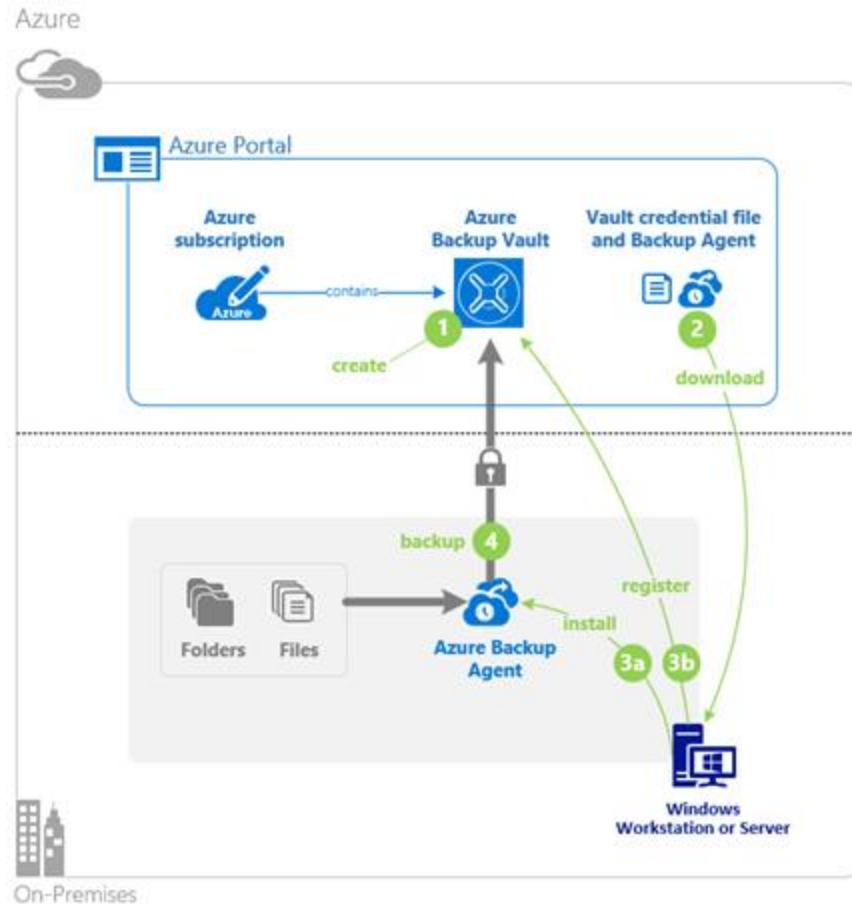 Azure
Azure Portal
Azure
subscription
Azure
Backup Vault
Vault credential file
and Backup Agent
Azure
contains
1
2
create
download
backup
4
register
install
Folders
Files
Azure Backup
Agent
3a
3b
Windows
Workstation or Server
On-Premises